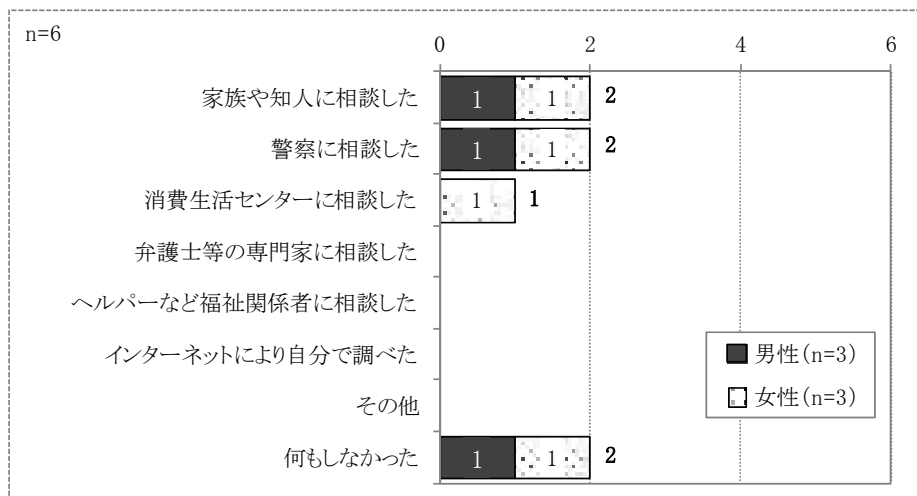 n=6
0 2 4 6
家族や知人に相談した 1 1 2
警察に相談した 1 1 2
消費生活センターに相談した 1 1
弁護士等の専門家に相談した
ヘルパーなど福祉関係者に相談した
インターネットにより自分で調べた
その他
何もしなかった 1 1 2
男性(n=3)
女性(n=3)